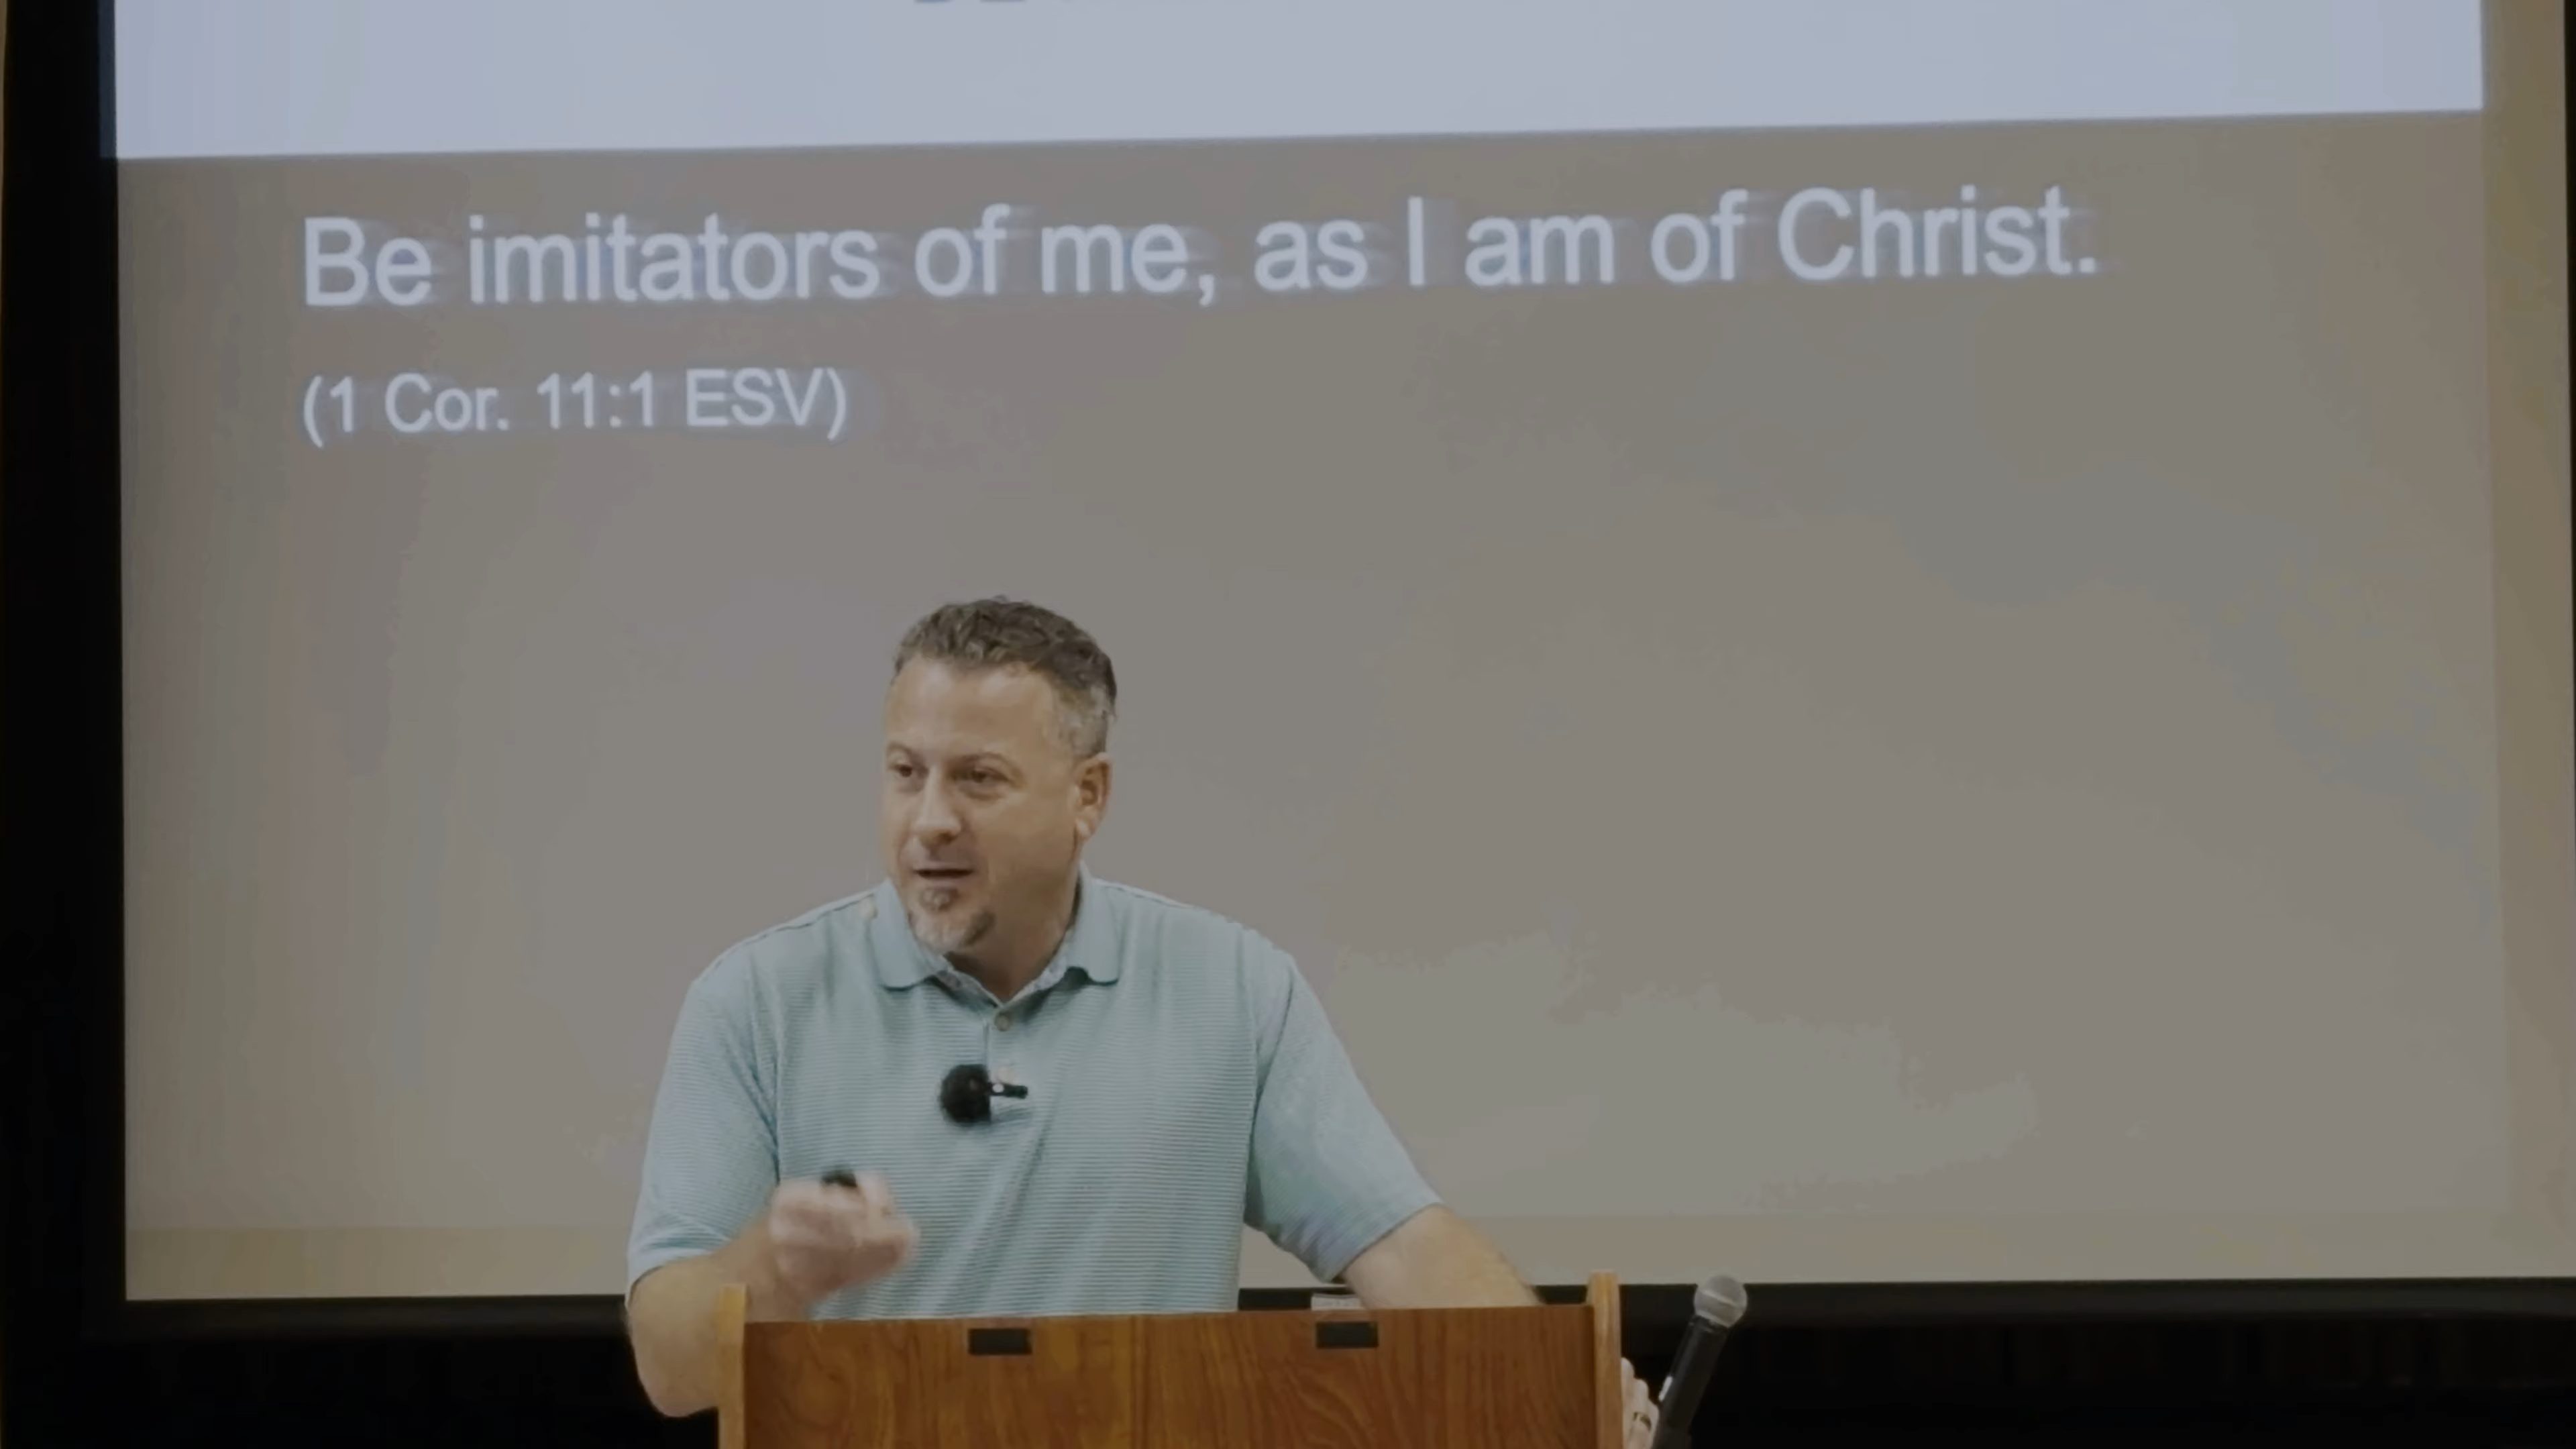 Be imitators of me, as I am of Christ.
(1 Cor. 11:1 ESV)